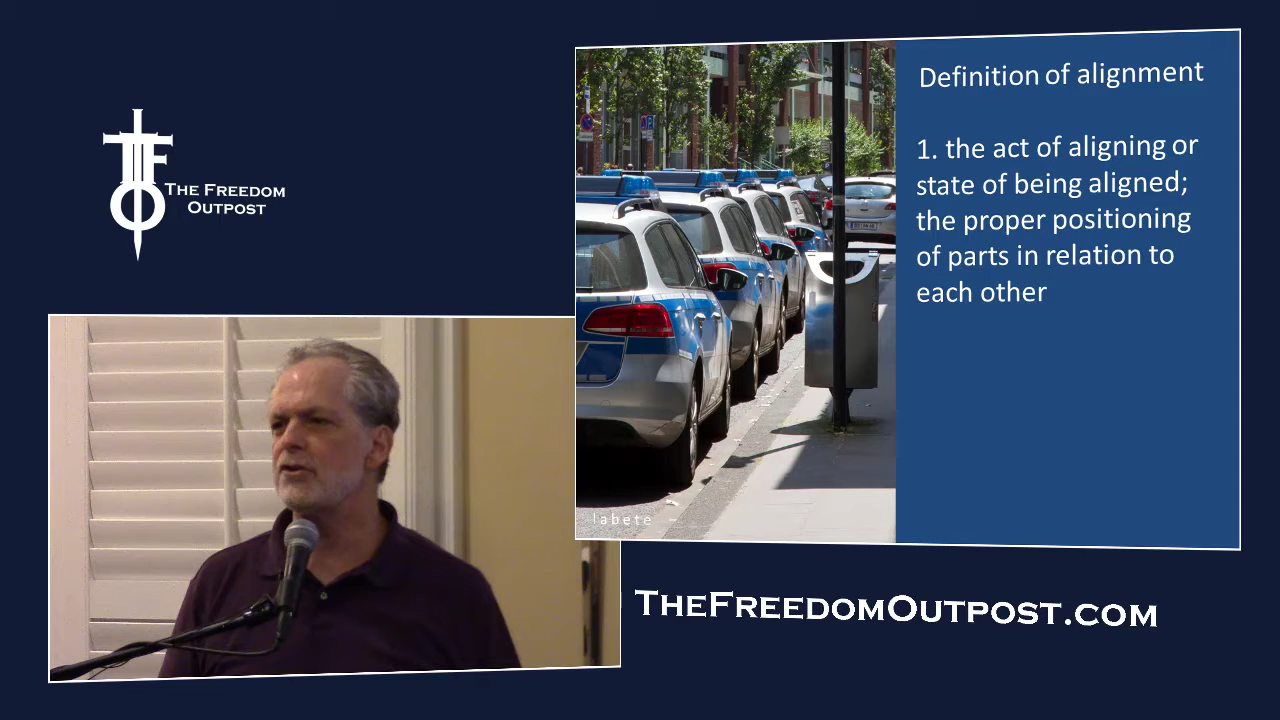 TFO
The Freedom
Outpost
Definition of alignment
1. the act of aligning or
state of being aligned;
the proper positioning
of parts in relation to
each other
labete
TheFreedomOutpost.com